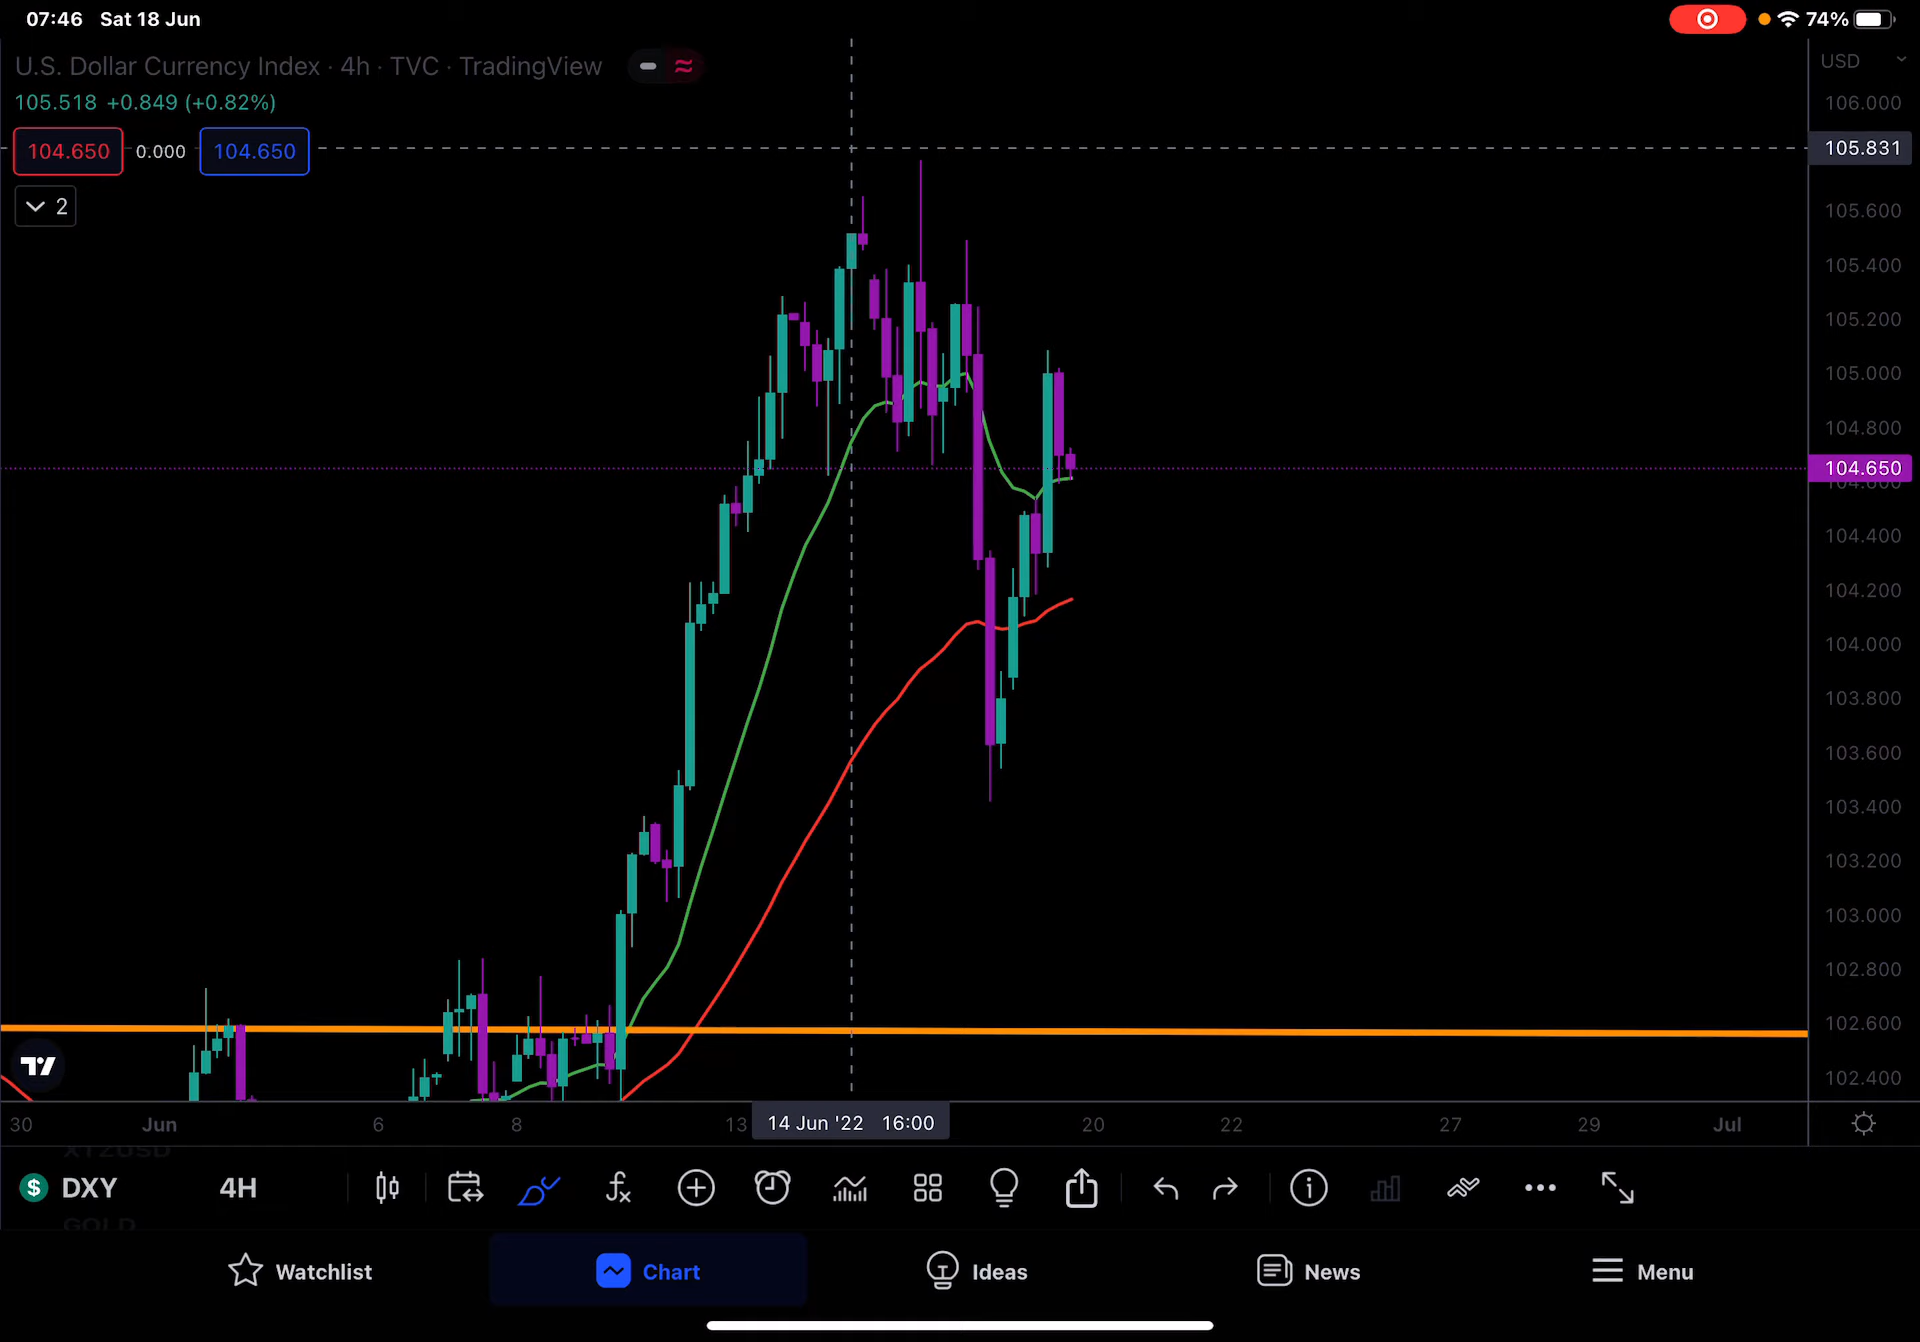 07:46 Sat 18 Jun 74%
U.S. Dollar Currency Index · 4h · TVC · TradingView
USD
105.518 +0.849 (+0.82%)
106.000
104.650 0.000 104.650
105.831
2
105.600
105.400
105.200
105.000
104.800
104.650
104.600
104.400
104.200
104.000
103.800
103.600
103.400
103.200
103.000
102.800
102.600
102.400
30 Jun 6 8 13 14 Jun '22 16:00 20 22 27 29 Jul
XTZUSD
DXY 4H
GOLD
Watchlist Chart Ideas News Menu